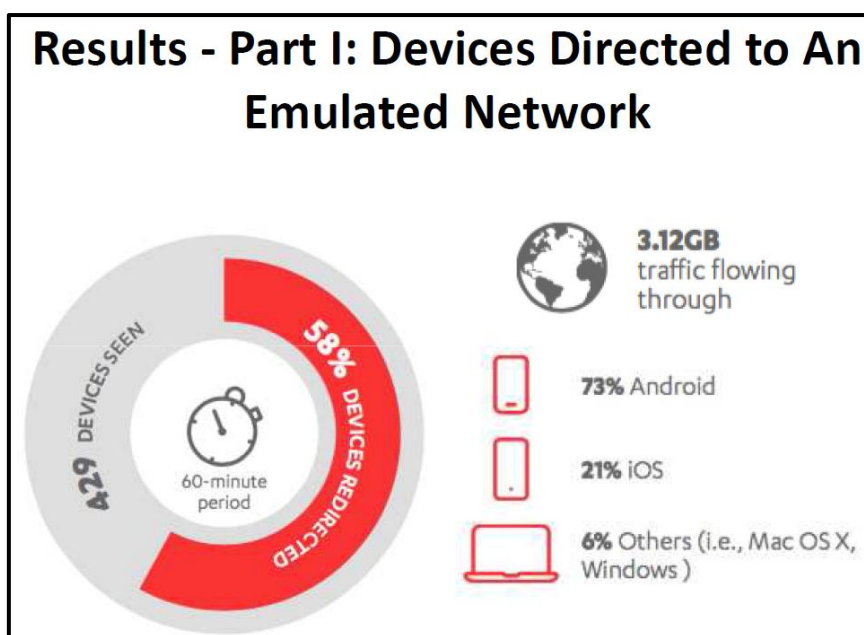 Results - Part I: Devices Directed to An
Emulated Network
429 DEVICES SEEN
58% DEVICES REDIRECTED
60-minute
period
3.12GB
traffic flowing
through
73% Android
21% iOS
6% Others (i.e., Mac OS X,
Windows )